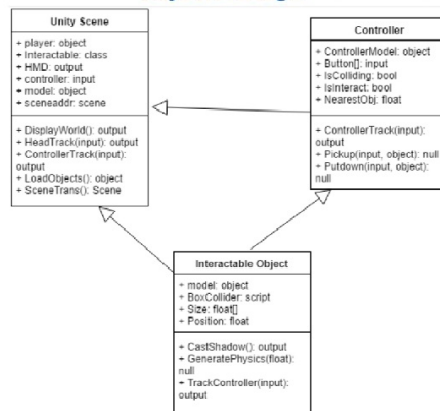 Unity Scene
+ player: object
+ Interactable: class
+ HMD: output
+ controller: input
+ model: object
+ sceneaddr: scene
+ DisplayWorld(): output
+ HeadTrack(input): output
+ ControllerTrack(input):
output
+ LoadObjects(): object
+ SceneTrans(): Scene
Controller
+ ControllerModel: object
+ Button[]: input
+ IsColliding: bool
+ IsInteract: bool
+ NearestObj: float
+ ControllerTrack(input):
output
+ Pickup(input, object): null
+ Putdown(input, object):
null
Interactable Object
+ model: object
+ BoxCollider: script
+ Size: float[]
+ Position: float
+ CastShadow(): output
+ GeneratePhysics(float):
null
+ TrackController(input):
output